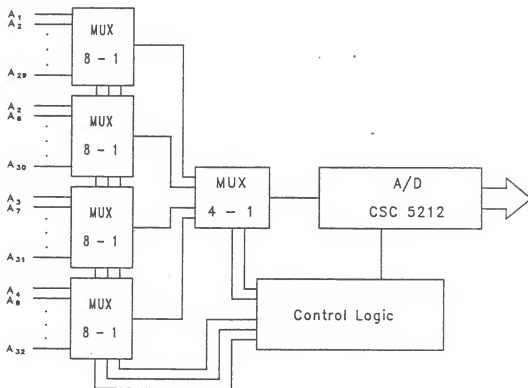 A₁
A₂
A₂₉
MUX
8 - 1
A₂
A₆
A₃₀
MUX
8 - 1
A₃
A₇
A₃₁
MUX
8 - 1
A₄
A₈
A₃₂
MUX
8 - 1
MUX
4 - 1
A/D
CSC 5212
Control Logic